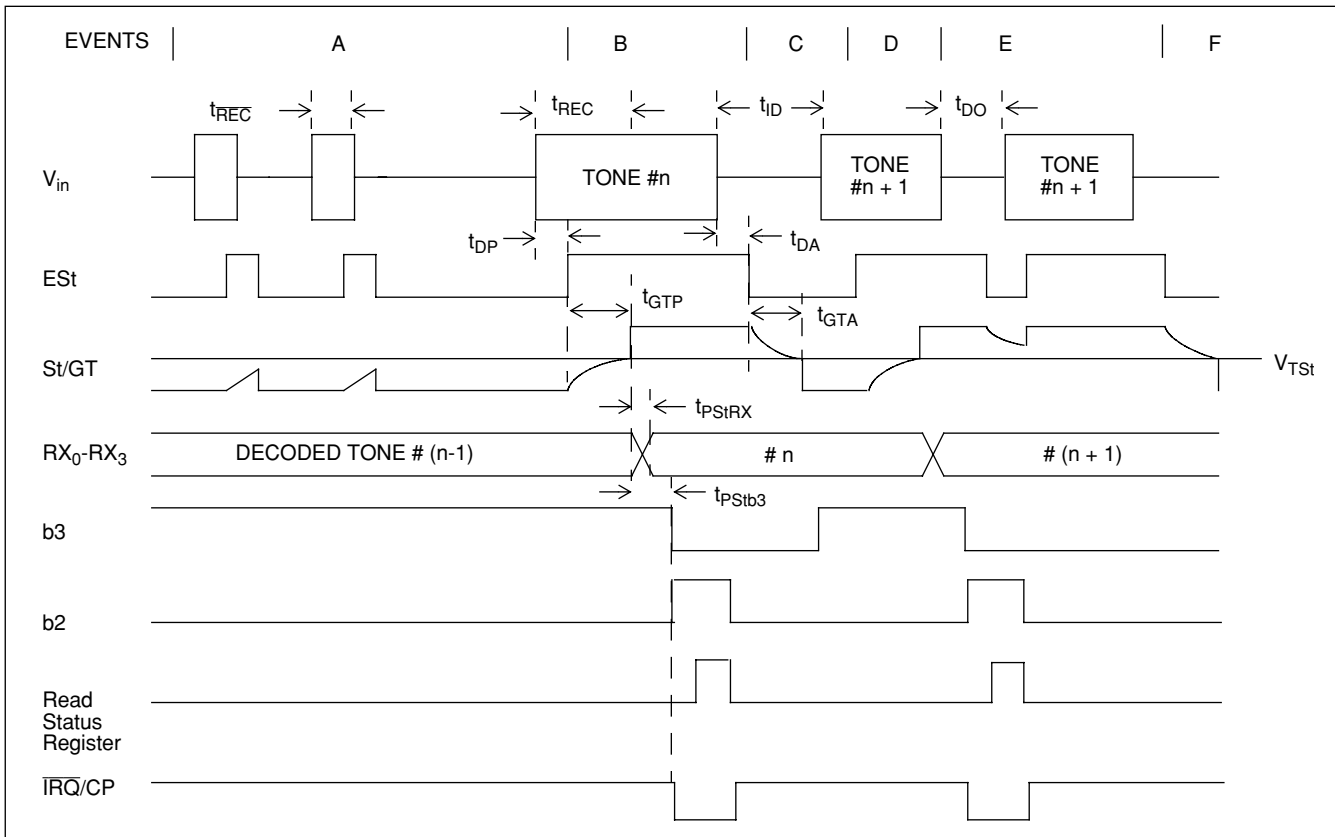 EVENTS A B C D E F
tREC tREC tID tDO
Vin TONE #n TONE #n + 1 TONE #n + 1
tDP tDA
ESt
tGTP tGTA
St/GT VTSt
tPStRX
RX0-RX3 DECODED TONE # (n-1) # n # (n + 1)
tPStb3
b3
b2
Read
Status
Register
IRQ/CP